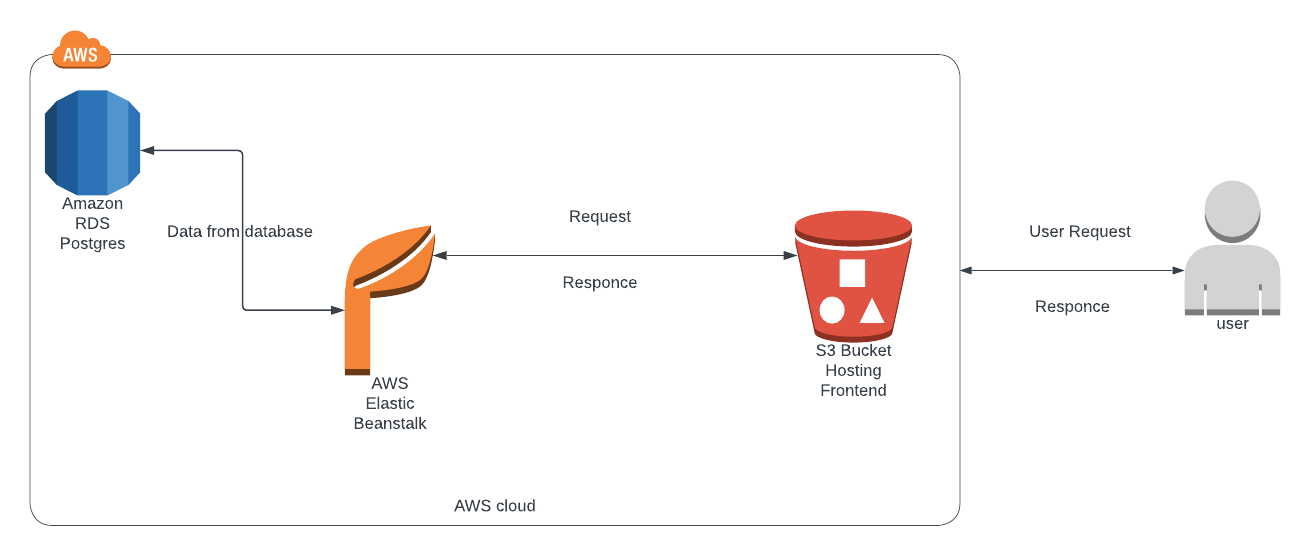 AWS
Amazon
RDS
Postgres
Data from database
Request
Responce
AWS
Elastic
Beanstalk
S3 Bucket
Hosting
Frontend
User Request
Responce
user
AWS cloud